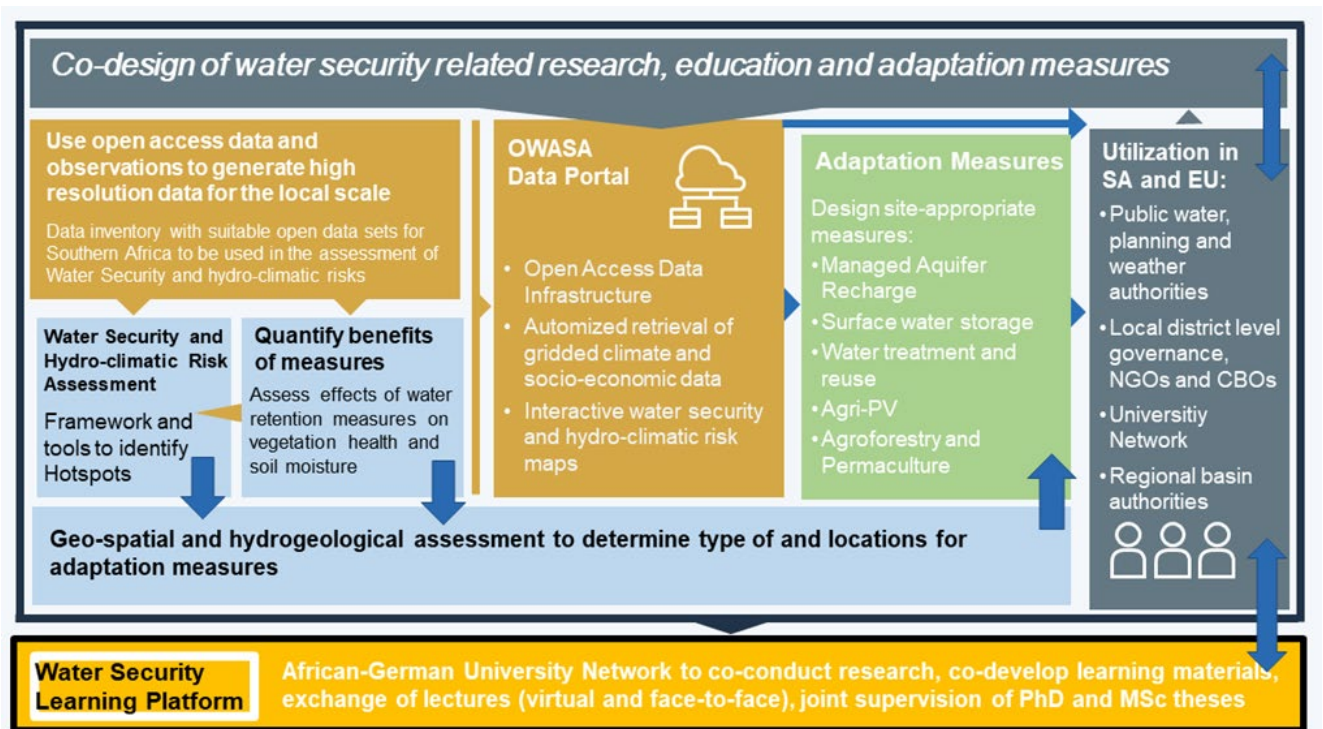 Co-design of water security related research, education and adaptation measures
Use open access data and
observations to generate high
resolution data for the local scale
Data inventory with suitable open data sets for
Southern Africa to be used in the assessment of
Water Security and hydro-climatic risks
Water Security and
Hydro-climatic Risk
Assessment
Framework and
tools to identify
Hotspots
Quantify benefits
of measures
Assess effects of water
retention measures on
vegetation health and
soil moisture
OWASA
Data Portal
• Open Access Data
Infrastructure
• Automized retrieval of
gridded climate and
socio-economic data
• Interactive water security
and hydro-climatic risk
maps
Adaptation Measures
Design site-appropriate
measures:
• Managed Aquifer
Recharge
• Surface water storage
• Water treatment and
reuse
• Agri-PV
• Agroforestry and
Permaculture
Utilization in
SA and EU:
• Public water,
planning and
weather
authorities
• Local district level
governance,
NGOs and CBOs
• Universitiy
Network
• Regional basin
authorities
Geo-spatial and hydrogeological assessment to determine type of and locations for
adaptation measures
Water Security
Learning Platform
African-German University Network to co-conduct research, co-develop learning materials,
exchange of lectures (virtual and face-to-face), joint supervision of PhD and MSc theses